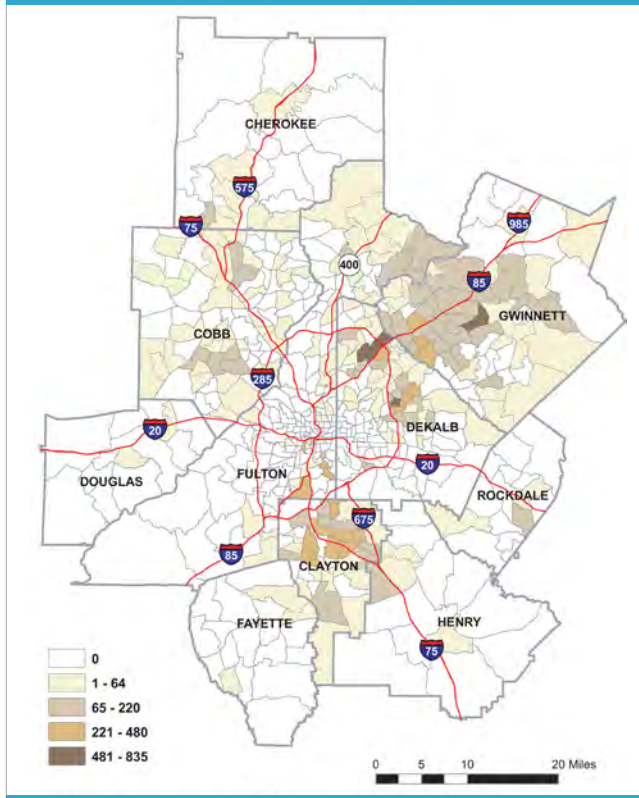 CHEROKEE
575
75
985
400
85
GWINNETT
COBB
285
DEKALB
20
FULTON
20
DOUGLAS
ROCKDALE
675
85
CLAYTON
FAYETTE
HENRY
75
0
1 - 64
65 - 220
221 - 480
481 - 835
0 5 10 20 Miles